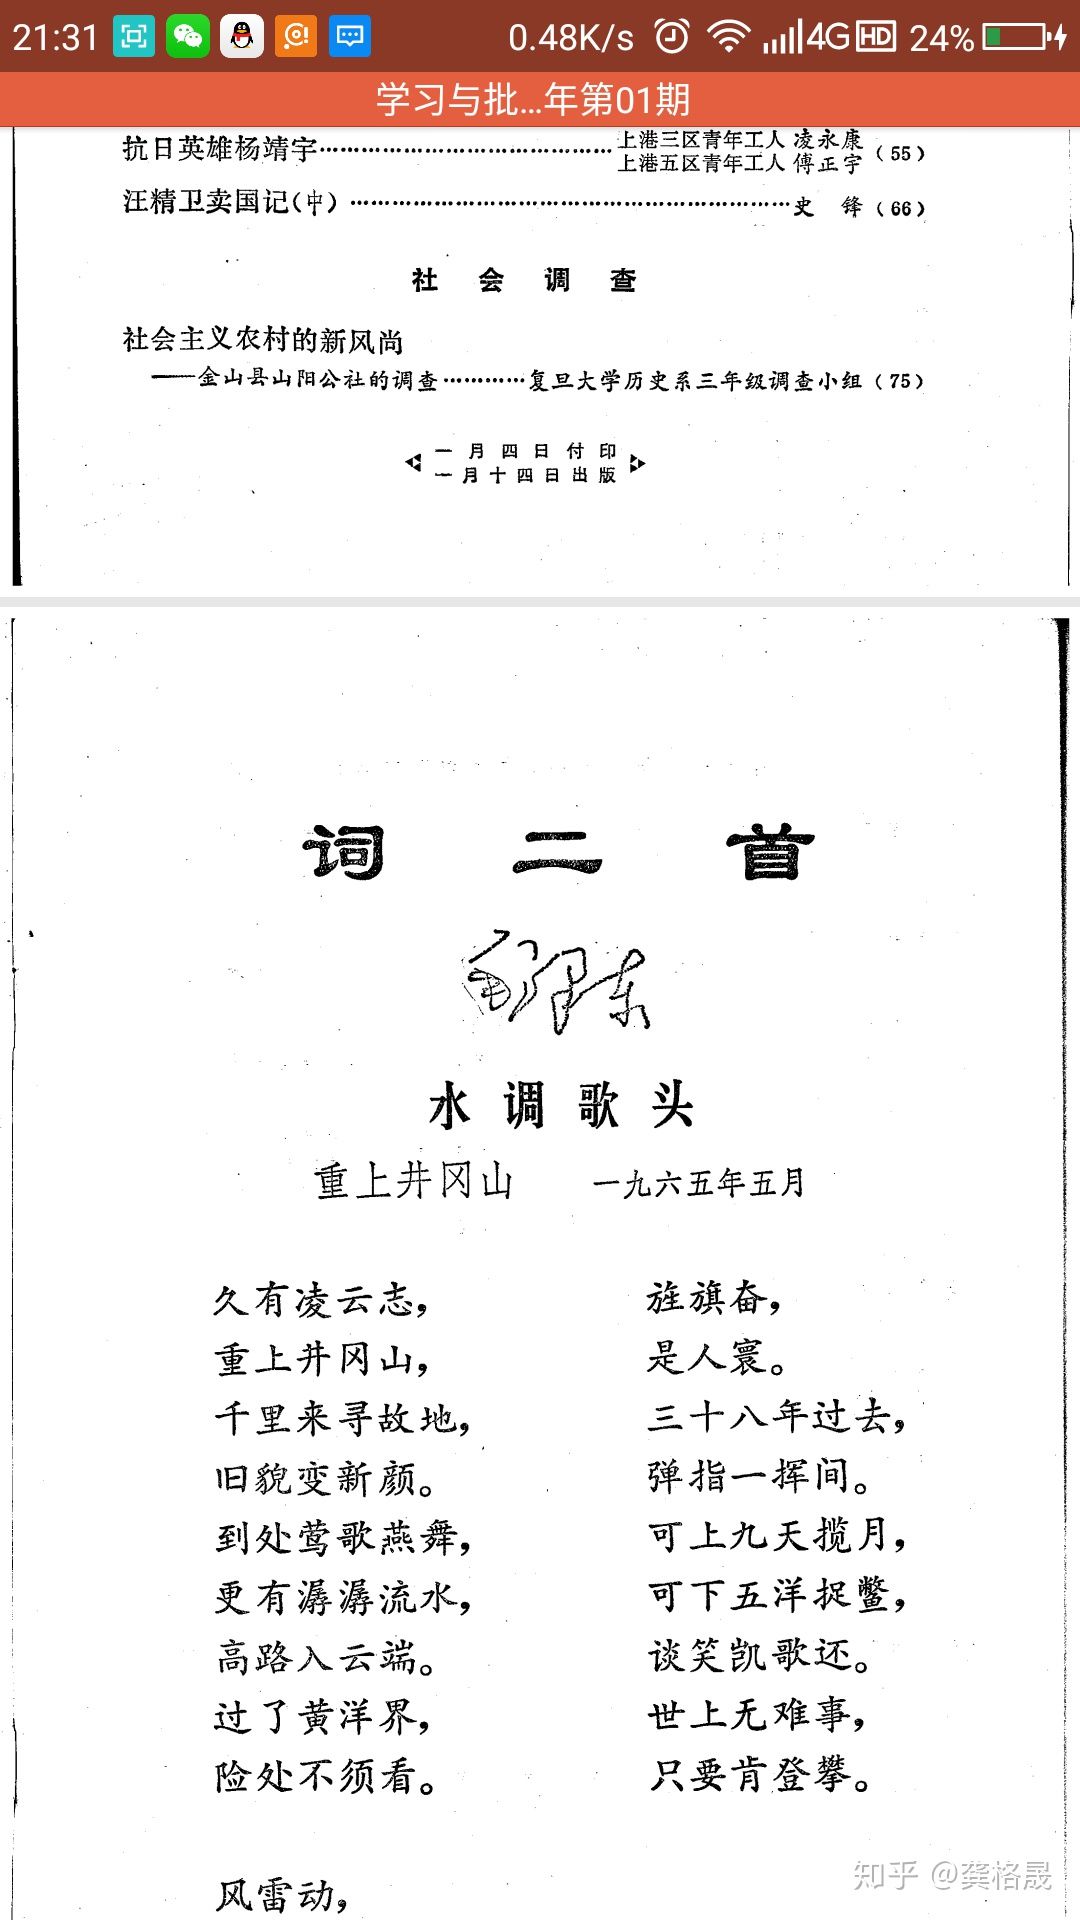 21:31 0.48K/s 4G HD 24%
学习与批…年第01期
抗日英雄杨靖宇……………………………上港三区青年工人 凌永康
上港五区青年工人 傅正宇 (55)
汪精卫卖国记(中)……………………………………………………史 锋(66)
社会调查
社会主义农村的新风尚
——金山县山阳公社的调查…………复旦大学历史系三年级调查小组(75)
一月四日付印
一月十四日出版
词二首
毛泽东
水调歌头
重上井冈山 一九六五年五月
久有凌云志,
重上井冈山,
千里来寻故地,
旧貌变新颜。
到处莺歌燕舞,
更有潺潺流水,
高路入云端。
过了黄洋界,
险处不须看。
风雷动,
旌旗奋,
是人寰。
三十八年过去,
弹指一挥间。
可上九天揽月,
可下五洋捉鳖,
谈笑凯歌还。
世上无难事,
只要肯登攀。
知乎 @龚格晟